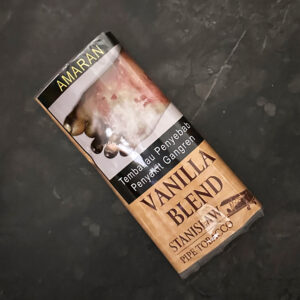 AMARAN
Tembakau Penyebab
Penyakit Gangren
VANILLA
BLEND
STANISLAW
PIPE TOBACCO